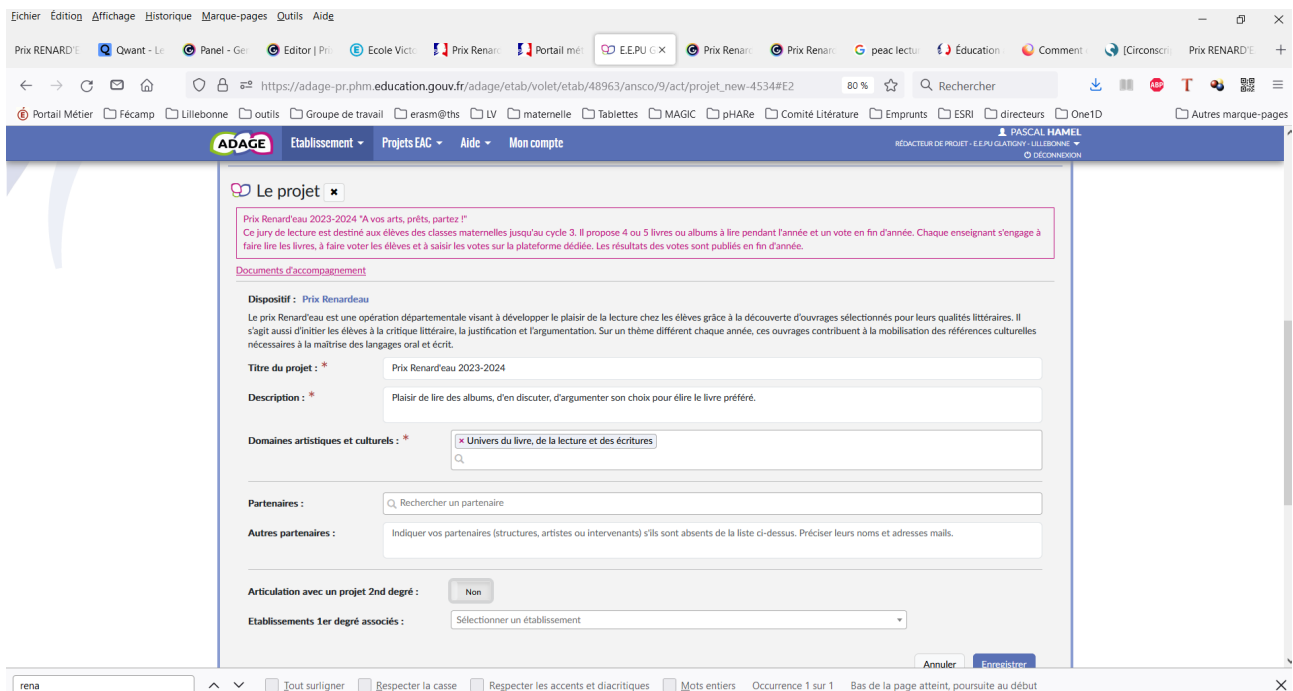 Fichier Édition Affichage Historique Marque-pages Outils Aide
Prix RENARD'E Qwant - Le Panel - Ger Editor | Pri Ecole Victo Prix Renard Portail mét E.E.PU G × Prix Renard Prix Renard peac lectu Éducation Comment [Circonscri Prix RENARD'E +
https://adage-pr.phm.education.gouv.fr/adage/etab/volet/etab/48963/ansco/9/act/projet_new-4534#E2 80 % Rechercher
Portail Métier Fécamp Lillebonne outils Groupe de travail erasm@ths LV maternelle Tablettes MAGIC pHARe Comité Litérature Emprunts ESRI directeurs One1D Autres marque-pages
ADAGE Etablissement Projets EAC Aide Mon compte
PASCAL HAMEL
RÉDACTEUR DE PROJET - E.E.PU GLATIGNY - LILLEBONNE
DÉCONNEXION
Le projet ×
Prix Renard'eau 2023-2024 "A vos arts, prêts, partez !"
Ce jury de lecture est destiné aux élèves des classes maternelles jusqu'au cycle 3. Il propose 4 ou 5 livres ou albums à lire pendant l'année et un vote en fin d'année. Chaque enseignant s'engage à
faire lire les livres, à faire voter les élèves et à saisir les votes sur la plateforme dédiée. Les résultats des votes sont publiés en fin d'année.
Documents d'accompagnement
Dispositif : Prix Renardeau
Le prix Renard'eau est une opération départementale visant à développer le plaisir de la lecture chez les élèves grâce à la découverte d'ouvrages sélectionnés pour leurs qualités littéraires. Il
s'agit aussi d'initier les élèves à la critique littéraire, la justification et l'argumentation. Sur un thème différent chaque année, ces ouvrages contribuent à la mobilisation des références culturelles
nécessaires à la maîtrise des langages oral et écrit.
Titre du projet : * Prix Renard'eau 2023-2024
Description : * Plaisir de lire des albums, d'en discuter, d'argumenter son choix pour élire le livre préféré.
Domaines artistiques et culturels : * × Univers du livre, de la lecture et des écritures
Partenaires : Rechercher un partenaire
Autres partenaires : Indiquer vos partenaires (structures, artistes ou intervenants) s'ils sont absents de la liste ci-dessus. Préciser leurs noms et adresses mails.
Articulation avec un projet 2nd degré : Non
Etablissements 1er degré associés : Sélectionner un établissement
Annuler Enregistrer
rena Tout surligner Respecter la casse Respecter les accents et diacritiques Mots entiers Occurrence 1 sur 1 Bas de la page atteint, poursuite au début